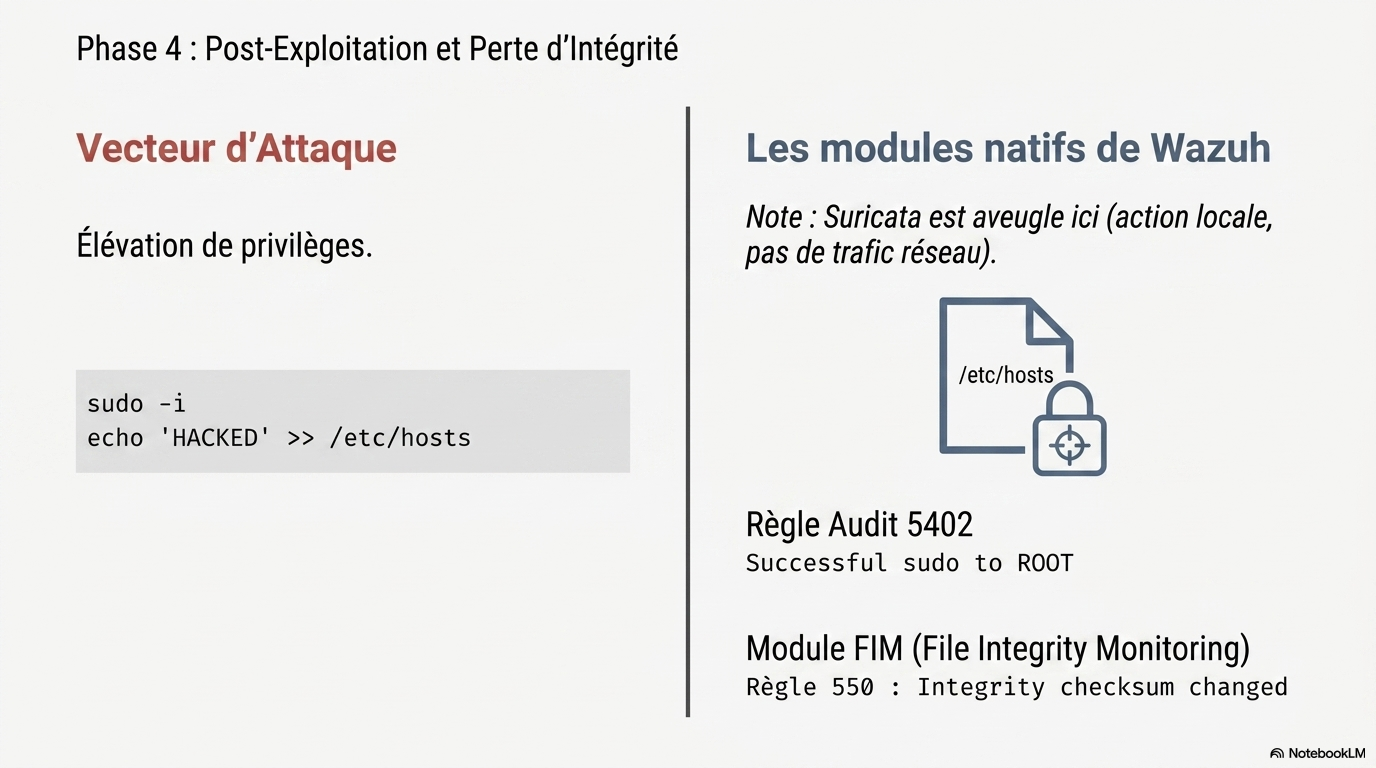 Phase 4 : Post-Exploitation et Perte d’Intégrité
Vecteur d’Attaque
Élévation de privilèges.
sudo -i
echo 'HACKED' >> /etc/hosts
Les modules natifs de Wazuh
Note : Suricata est aveugle ici (action locale,
pas de trafic réseau).
/etc/hosts
Règle Audit 5402
Successful sudo to ROOT
Module FIM (File Integrity Monitoring)
Règle 550 : Integrity checksum changed
NotebookLM